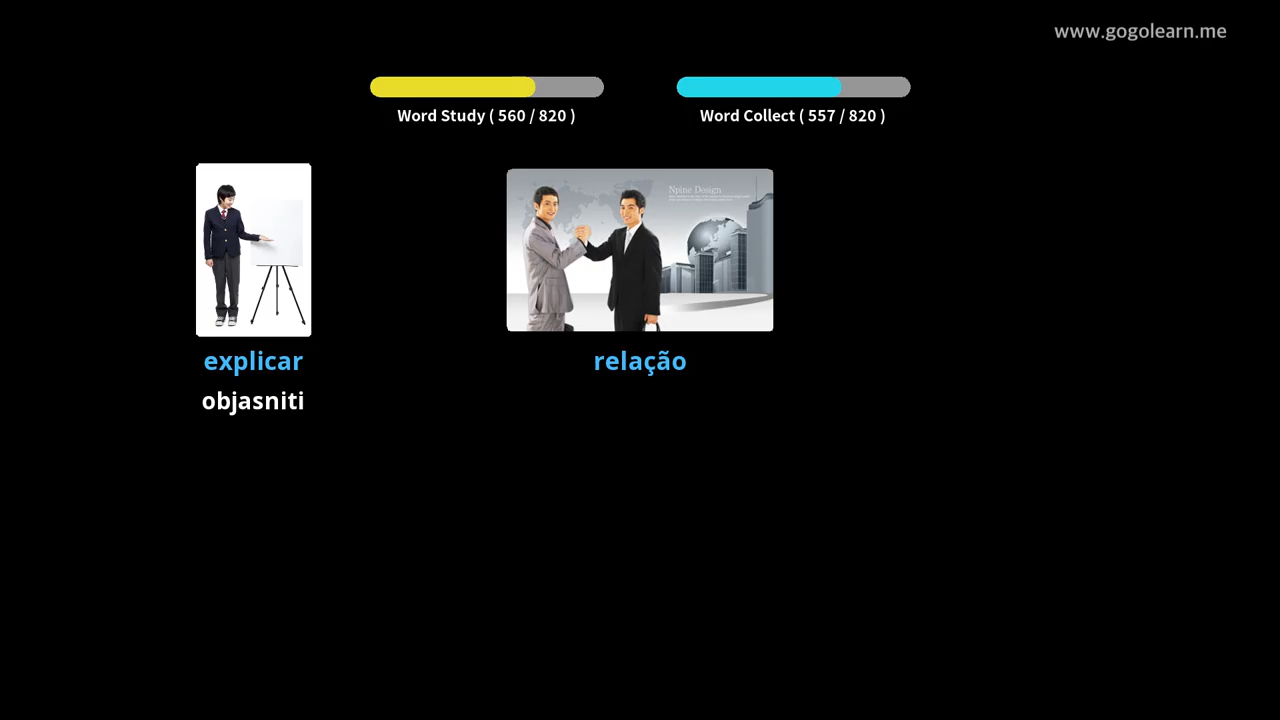 www.gogolearn.me
Word Study ( 560 / 820 )
Word Collect ( 557 / 820 )
Npine Design
explicar
relação
objasniti